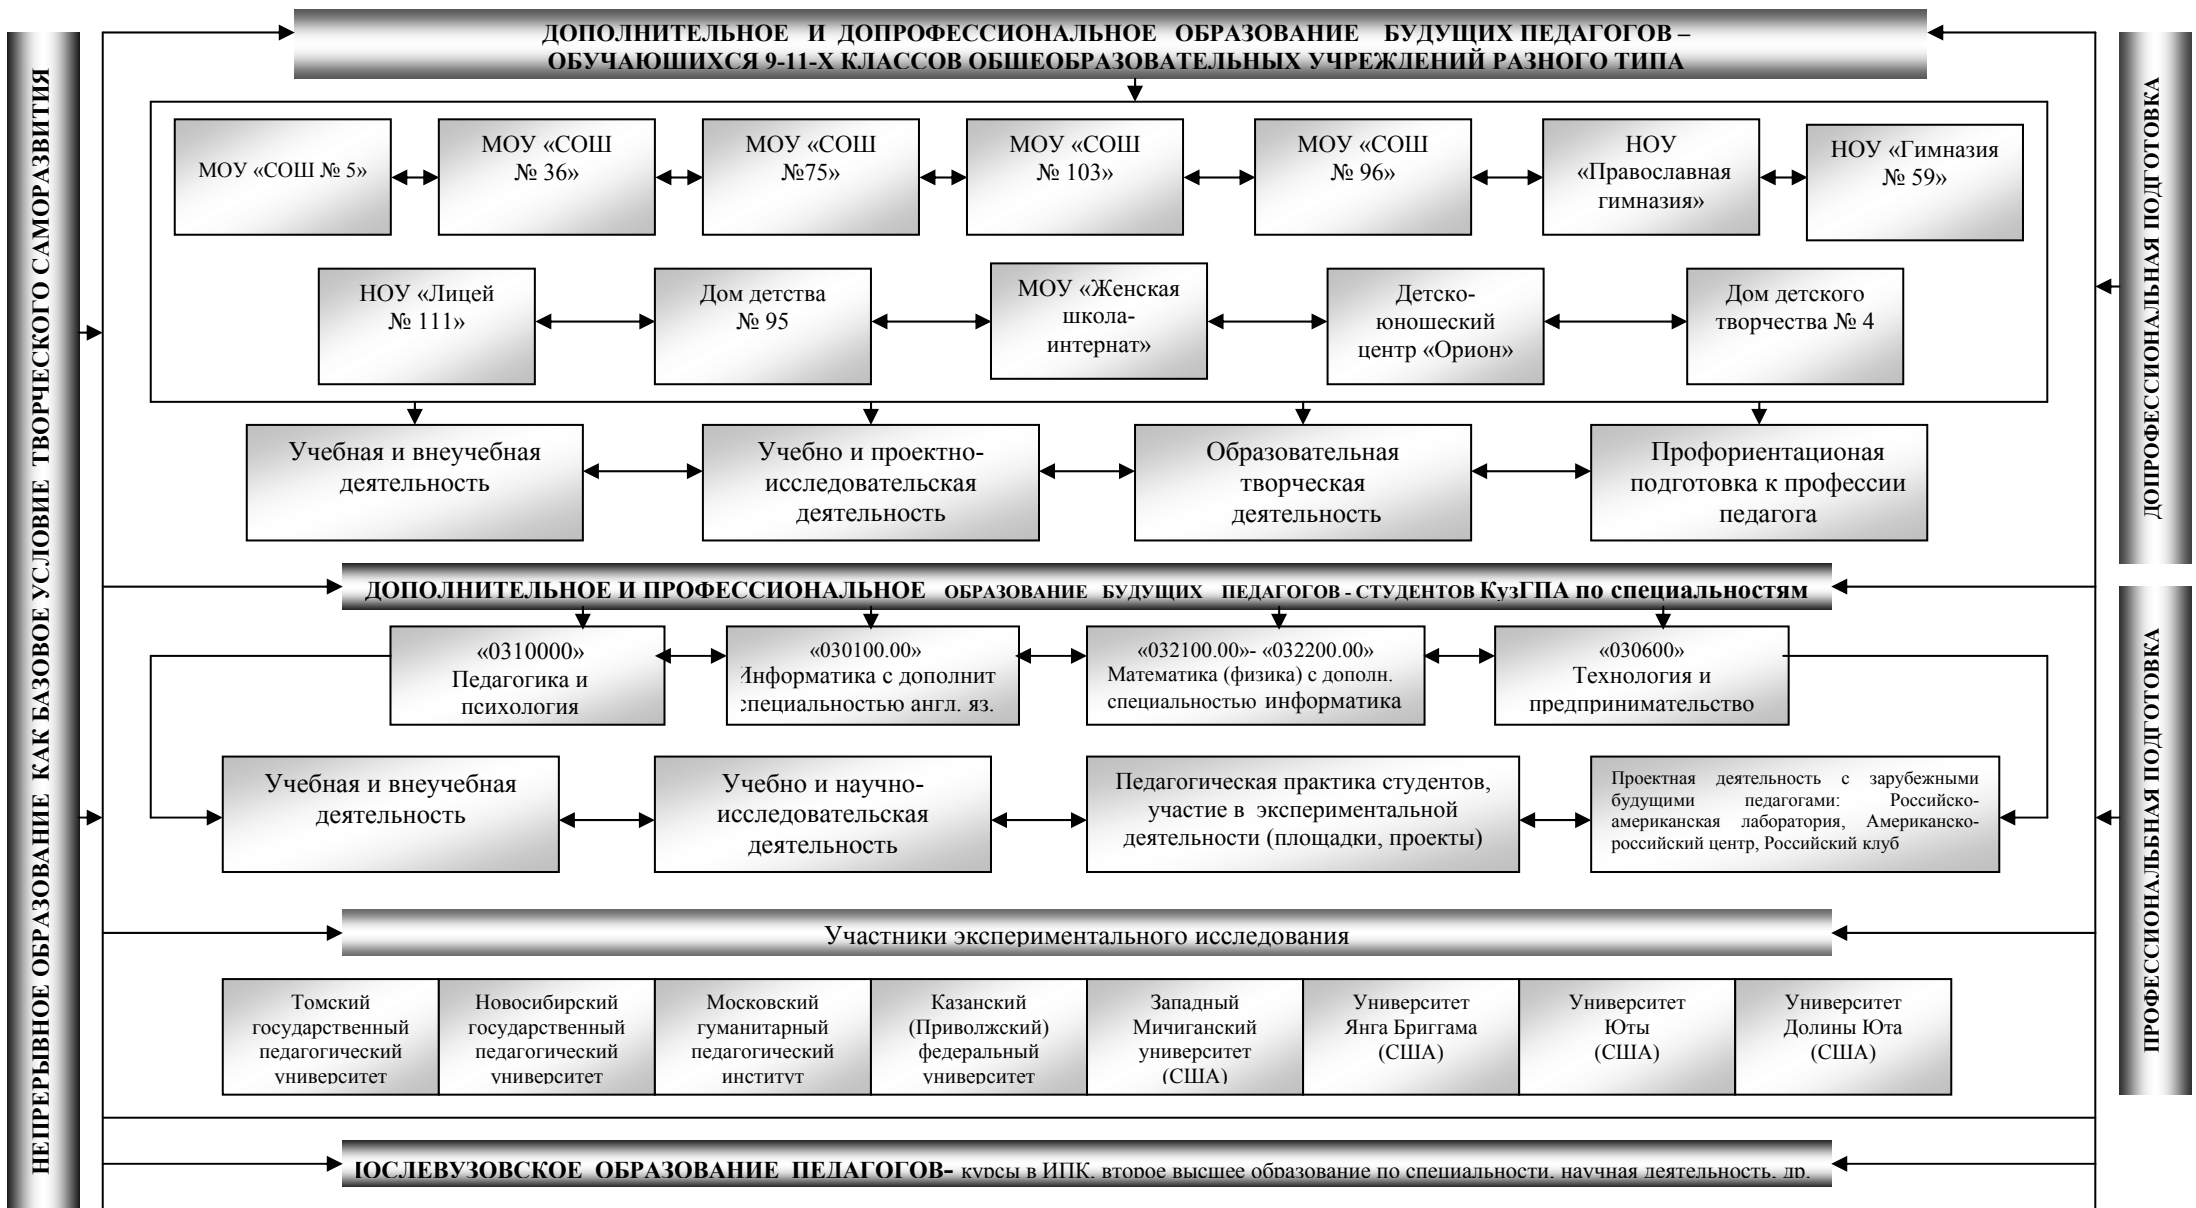 НЕПРЕРЫВНОЕ ОБРАЗОВАНИЕ КАК БАЗОВОЕ УСЛОВИЕ ТВОРЧЕСКОГО САМОРАЗВИТИЯ
ДОПОЛНИТЕЛЬНОЕ И ДОПРОФЕССИОНАЛЬНОЕ ОБРАЗОВАНИЕ БУДУЩИХ ПЕДАГОГОВ –
ОБУЧАЮШИХСЯ 9-11-Х КЛАССОВ ОБШЕОБРАЗОВАТЕЛЬНЫХ УЧРЕЖДЕНИЙ РАЗНОГО ТИПА
МОУ «СОШ № 5»
МОУ «СОШ
№ 36»
МОУ «СОШ
№75»
МОУ «СОШ
№ 103»
МОУ «СОШ
№ 96»
НОУ
«Православная
гимназия»
НОУ «Гимназия
№ 59»
НОУ «Лицей
№ 111»
Дом детства
№ 95
МОУ «Женская
школа-
интернат»
Детско-
юношеский
центр «Орион»
Дом детского
творчества № 4
Учебная и внеучебная
деятельность
Учебно и проектно-
исследовательская
деятельность
Образовательная
творческая
деятельность
Профориентационая
подготовка к профессии
педагога
ДОПРОФЕССИОНАЛЬНАЯ ПОДГОТОВКА
ДОПОЛНИТЕЛЬНОЕ И ПРОФЕССИОНАЛЬНОЕ ОБРАЗОВАНИЕ БУДУЩИХ ПЕДАГОГОВ - СТУДЕНТОВ КузГПА по специальностям
«0310000»
Педагогика и
психология
«030100.00»
Информатика с дополнит
специальностью англ. яз.
«032100.00»- «032200.00»
Математика (физика) с дополн.
специальностью информатика
«030600»
Технология и
предпринимательство
Учебная и внеучебная
деятельность
Учебно и научно-
исследовательская
деятельность
Педагогическая практика студентов,
участие в экспериментальной
деятельности (площадки, проекты)
Проектная деятельность с зарубежными
будущими педагогами: Российско-
американская лаборатория, Американско-
российский центр, Российский клуб
ПРОФЕССИОНАЛЬБНАЯ ПОДГОТОВКА
Участники экспериментального исследования
Томский
государственный
педагогический
университет
Новосибирский
государственный
педагогический
университет
Московский
гуманитарный
педагогический
институт
Казанский
(Приволжский)
федеральный
университет
Западный
Мичиганский
университет
(США)
Университет
Янга Бриггама
(США)
Университет
Юты
(США)
Университет
Долины Юта
(США)
ПОСЛЕВУЗОВСКОЕ ОБРАЗОВАНИЕ ПЕДАГОГОВ- курсы в ИПК, второе высшее образование по специальности, научная деятельность, др.